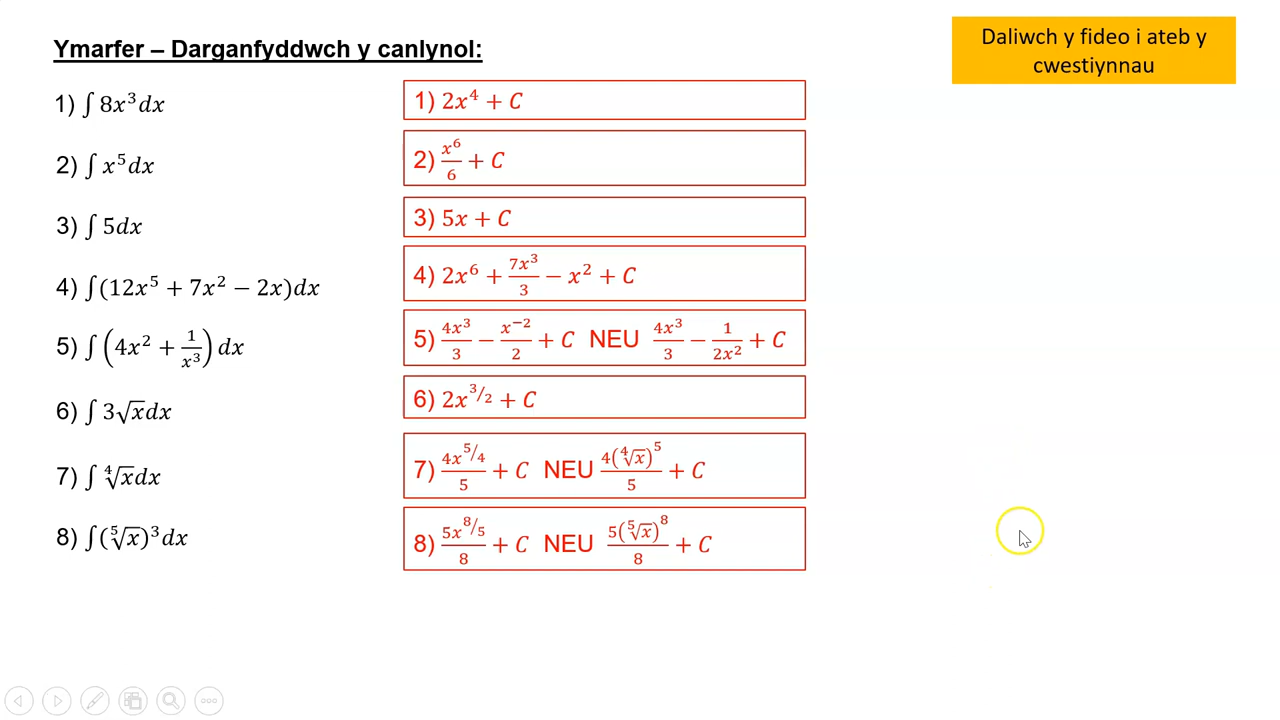 Ymarfer – Darganfyddwch y canlynol:
Daliwch y fideo i ateb y
cwestiynnau
1) ∫ 8x³dx
1) 2x⁴ + C
2) ∫ x⁵dx
2) x⁶/6 + C
3) ∫ 5dx
3) 5x + C
4) ∫(12x⁵ + 7x² − 2x)dx
4) 2x⁶ + 7x³/3 − x² + C
5) ∫(4x² + 1/x³) dx
5) 4x³/3 − x⁻²/2 + C NEU 4x³/3 − 1/2x² + C
6) ∫ 3√x dx
6) 2x^3/2 + C
7) ∫ ∜x dx
7) 4x^5/4/5 + C NEU 4(∜x)⁵/5 + C
8) ∫(⁵√x)³dx
8) 5x^8/5/8 + C NEU 5(⁵√x)⁸/8 + C